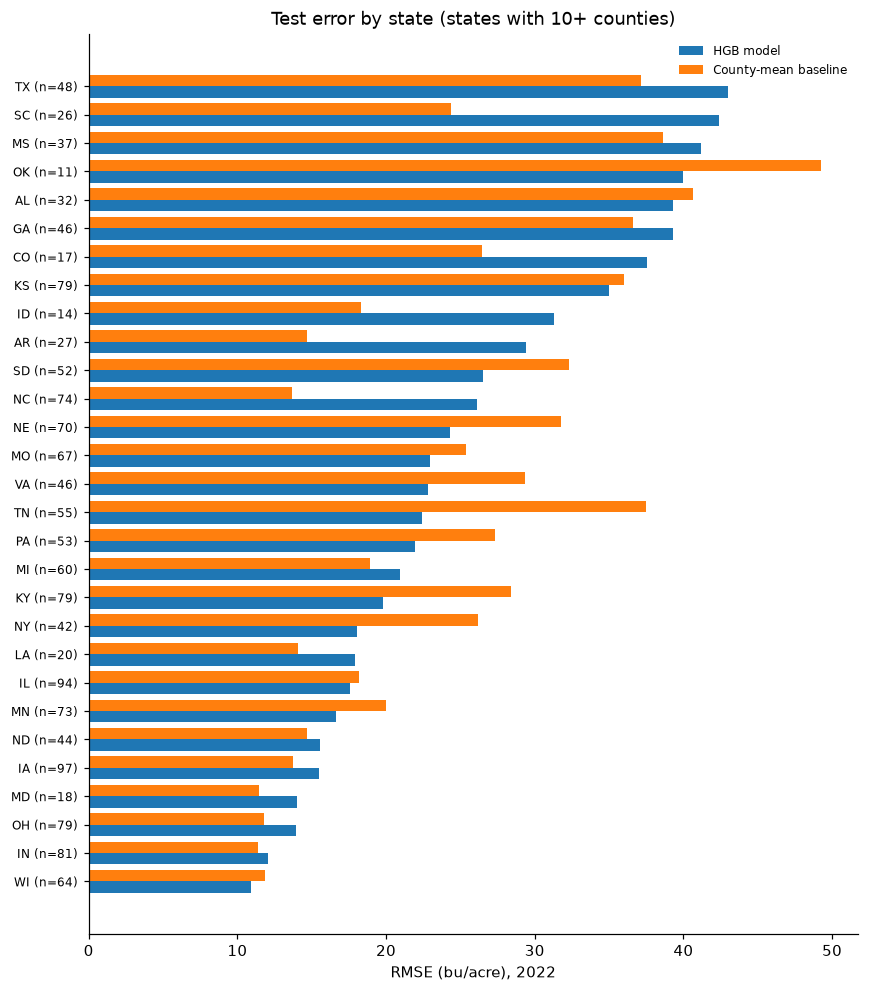 Test error by state (states with 10+ counties)
HGB model
County-mean baseline
TX (n=48)
SC (n=26)
MS (n=37)
OK (n=11)
AL (n=32)
GA (n=46)
CO (n=17)
KS (n=79)
ID (n=14)
AR (n=27)
SD (n=52)
NC (n=74)
NE (n=70)
MO (n=67)
VA (n=46)
TN (n=55)
PA (n=53)
MI (n=60)
KY (n=79)
NY (n=42)
LA (n=20)
IL (n=94)
MN (n=73)
ND (n=44)
IA (n=97)
MD (n=18)
OH (n=79)
IN (n=81)
WI (n=64)
0 10 20 30 40 50
RMSE (bu/acre), 2022